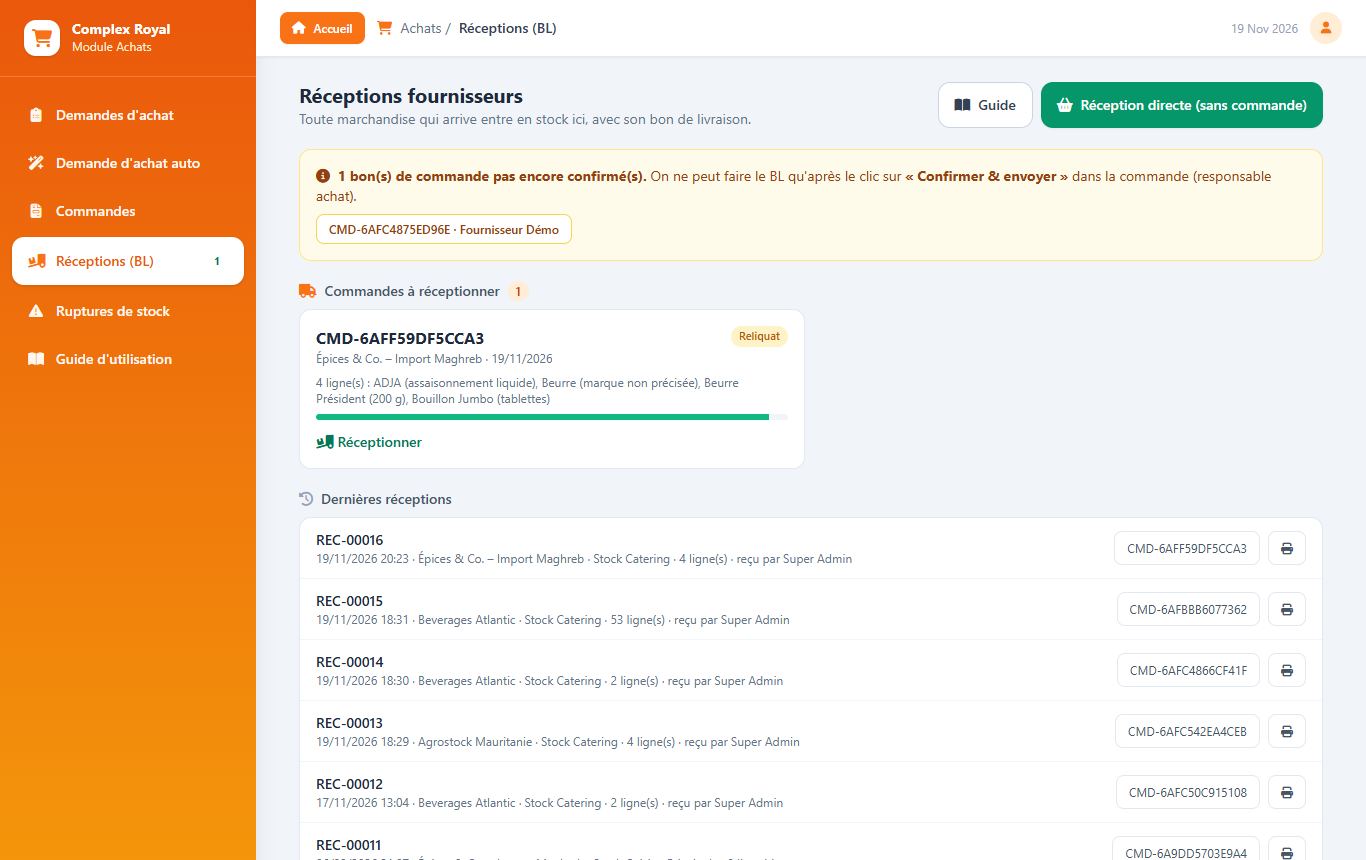 Complex Royal
Module Achats
Demandes d'achat
Demande d'achat auto
Commandes
Réceptions (BL) 1
Ruptures de stock
Guide d'utilisation
Accueil Achats / Réceptions (BL) 19 Nov 2026
Réceptions fournisseurs
Toute marchandise qui arrive entre en stock ici, avec son bon de livraison.
Guide
Réception directe (sans commande)
1 bon(s) de commande pas encore confirmé(s). On ne peut faire le BL qu'après le clic sur « Confirmer & envoyer » dans la commande (responsable
achat).
CMD-6AFC4875ED96E · Fournisseur Démo
Commandes à réceptionner 1
CMD-6AFF59DF5CCA3 Reliquat
Épices & Co. – Import Maghreb · 19/11/2026
4 ligne(s) : ADJA (assaisonnement liquide), Beurre (marque non précisée), Beurre
Président (200 g), Bouillon Jumbo (tablettes)
Réceptionner
Dernières réceptions
REC-00016
19/11/2026 20:23 · Épices & Co. – Import Maghreb · Stock Catering · 4 ligne(s) · reçu par Super Admin
CMD-6AFF59DF5CCA3
REC-00015
19/11/2026 18:31 · Beverages Atlantic · Stock Catering · 53 ligne(s) · reçu par Super Admin
CMD-6AFBBB6077362
REC-00014
19/11/2026 18:30 · Beverages Atlantic · Stock Catering · 2 ligne(s) · reçu par Super Admin
CMD-6AFC4866CF41F
REC-00013
19/11/2026 18:29 · Agrostock Mauritanie · Stock Catering · 4 ligne(s) · reçu par Super Admin
CMD-6AFC542EA4CEB
REC-00012
17/11/2026 13:04 · Beverages Atlantic · Stock Catering · 2 ligne(s) · reçu par Super Admin
CMD-6AFC50C915108
REC-00011
CMD-6A9DD5703E9A4